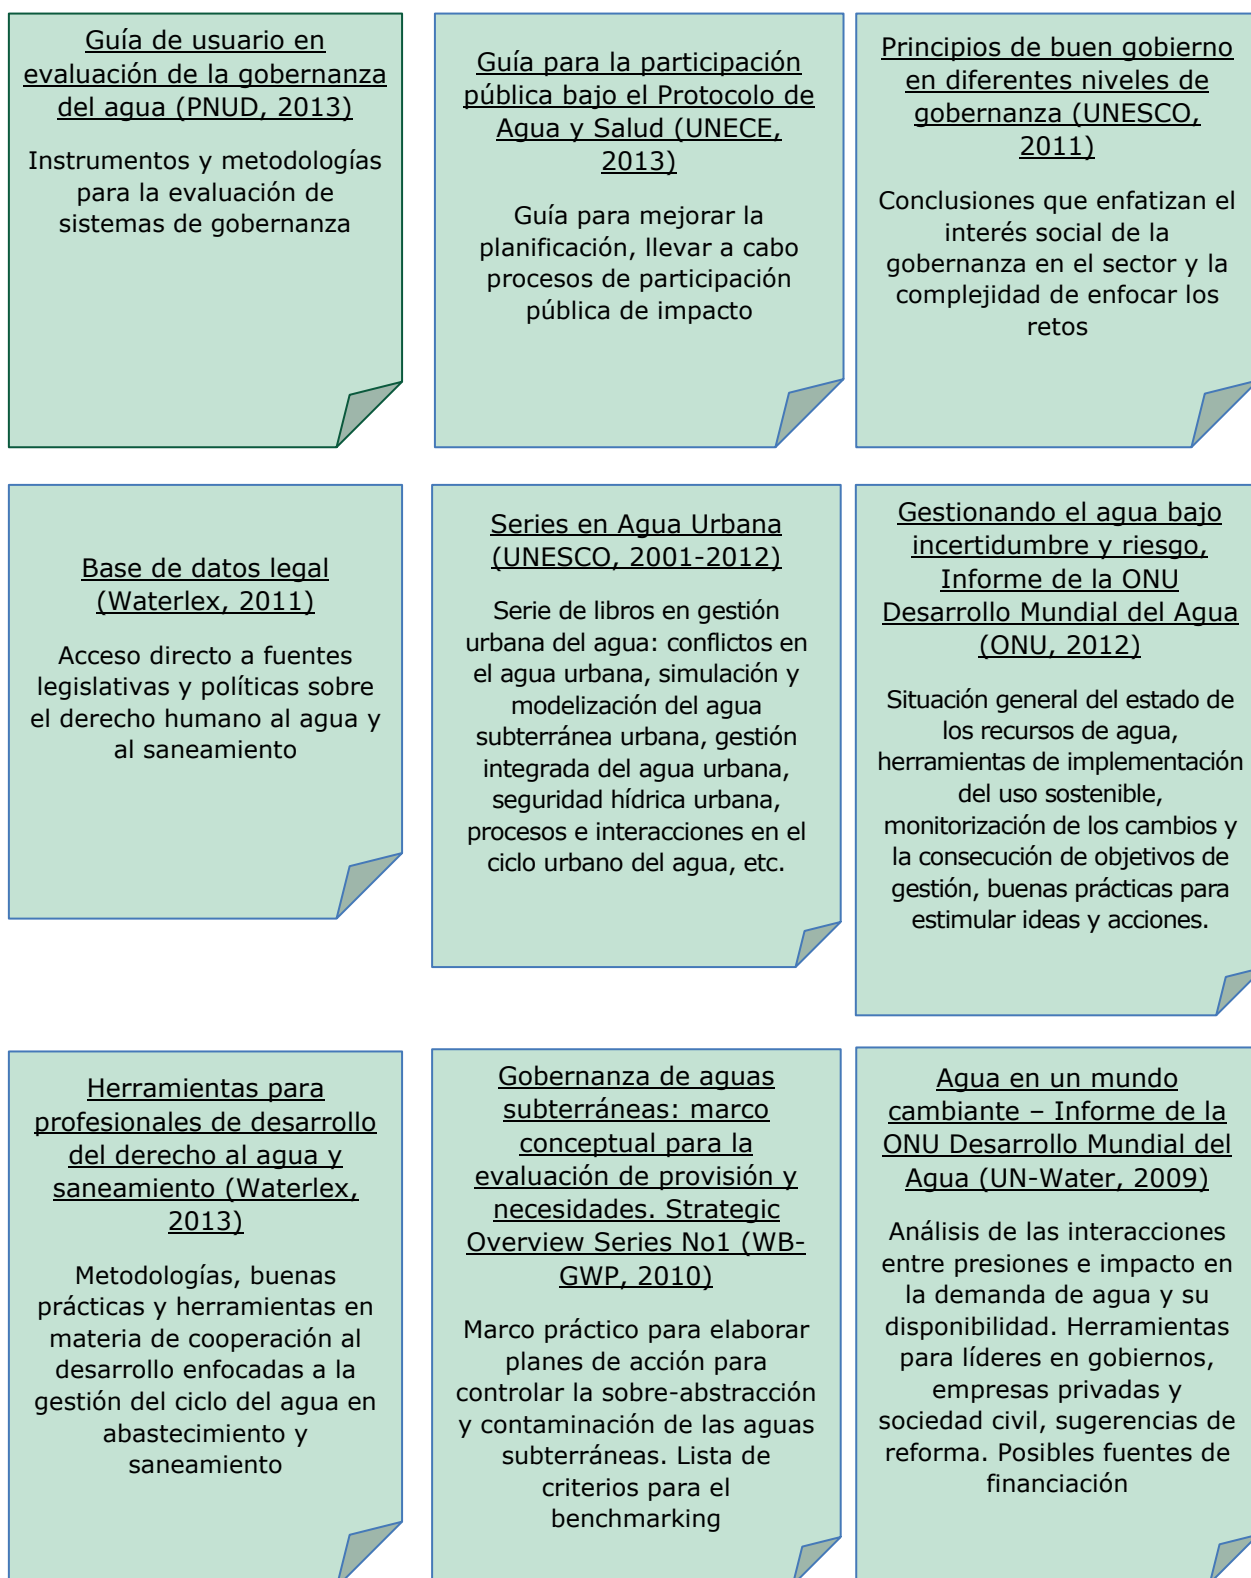 Guía de usuario en
evaluación de la gobernanza
del agua (PNUD, 2013)
Instrumentos y metodologías
para la evaluación de
sistemas de gobernanza
Guía para la participación
pública bajo el Protocolo de
Agua y Salud (UNECE,
2013)
Guía para mejorar la
planificación, llevar a cabo
procesos de participación
pública de impacto
Principios de buen gobierno
en diferentes niveles de
gobernanza (UNESCO,
2011)
Conclusiones que enfatizan el
interés social de la
gobernanza en el sector y la
complejidad de enfocar los
retos
Base de datos legal
(Waterlex, 2011)
Acceso directo a fuentes
legislativas y políticas sobre
el derecho humano al agua y
al saneamiento
Series en Agua Urbana
(UNESCO, 2001-2012)
Serie de libros en gestión
urbana del agua: conflictos en
el agua urbana, simulación y
modelización del agua
subterránea urbana, gestión
integrada del agua urbana,
seguridad hídrica urbana,
procesos e interacciones en el
ciclo urbano del agua, etc.
Gestionando el agua bajo
incertidumbre y riesgo,
Informe de la ONU
Desarrollo Mundial del Agua
(ONU, 2012)
Situación general del estado de
los recursos de agua,
herramientas de implementación
del uso sostenible,
monitorización de los cambios y
la consecución de objetivos de
gestión, buenas prácticas para
estimular ideas y acciones.
Herramientas para
profesionales de desarrollo
del derecho al agua y
saneamiento (Waterlex,
2013)
Metodologías, buenas
prácticas y herramientas en
materia de cooperación al
desarrollo enfocadas a la
gestión del ciclo del agua en
abastecimiento y
saneamiento
Gobernanza de aguas
subterráneas: marco
conceptual para la
evaluación de provisión y
necesidades. Strategic
Overview Series No1 (WB-
GWP, 2010)
Marco práctico para elaborar
planes de acción para
controlar la sobre-abstracción
y contaminación de las aguas
subterráneas. Lista de
criterios para el
benchmarking
Agua en un mundo
cambiante – Informe de la
ONU Desarrollo Mundial del
Agua (UN-Water, 2009)
Análisis de las interacciones
entre presiones e impacto en
la demanda de agua y su
disponibilidad. Herramientas
para líderes en gobiernos,
empresas privadas y
sociedad civil, sugerencias de
reforma. Posibles fuentes de
financiación